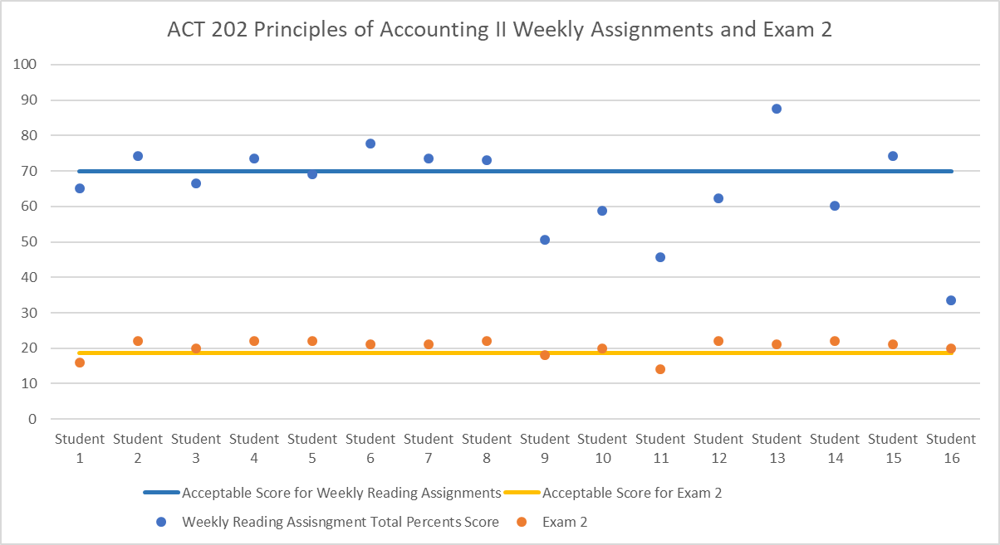 ACT 202 Principles of Accounting II Weekly Assignments and Exam 2
100
90
80
70
60
50
40
30
20
10
0
Student 1
Student 2
Student 3
Student 4
Student 5
Student 6
Student 7
Student 8
Student 9
Student 10
Student 11
Student 12
Student 13
Student 14
Student 15
Student 16
Acceptable Score for Weekly Reading Assignments
Acceptable Score for Exam 2
Weekly Reading Assisngment Total Percents Score
Exam 2